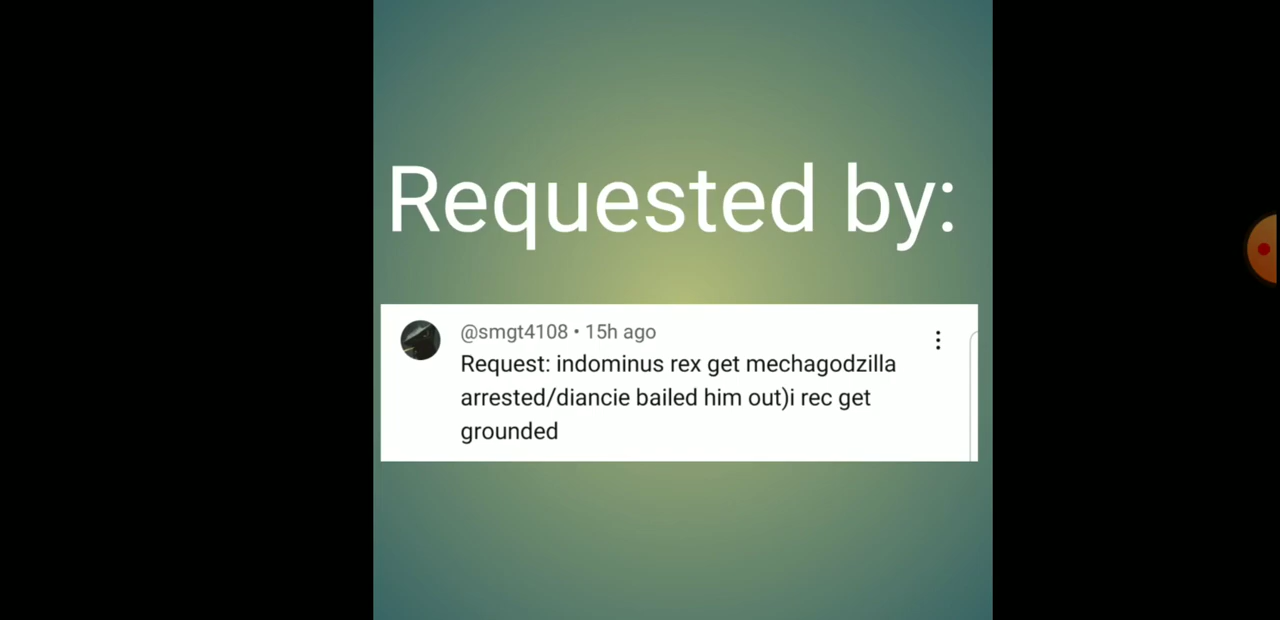 Requested by:
@smgt4108 • 15h ago
Request: indominus rex get mechagodzilla
arrested/diancie bailed him out)i rec get
grounded